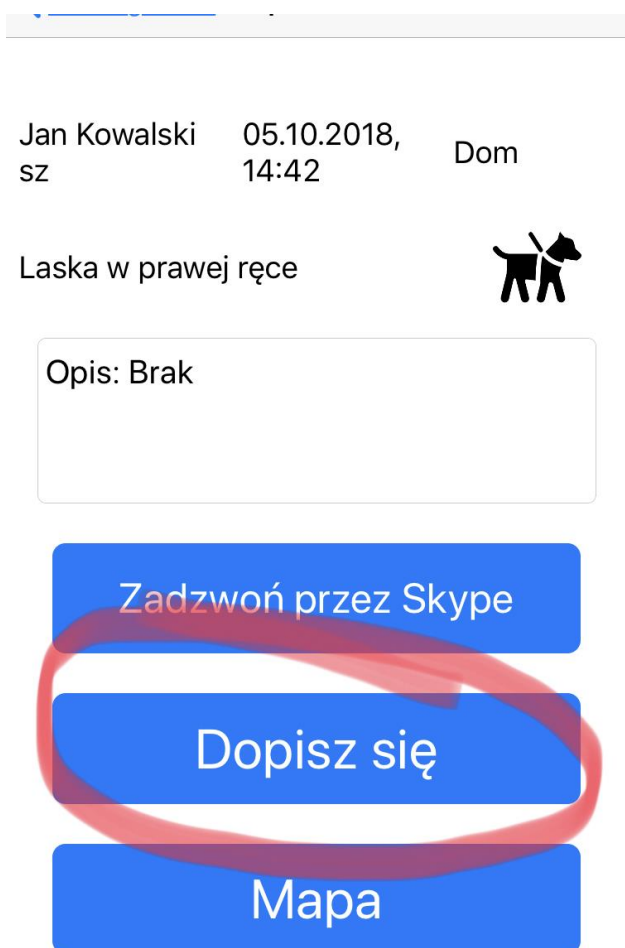 Jan Kowalski
sz
05.10.2018,
14:42
Dom
Laska w prawej ręce
Opis: Brak
Zadzwoń przez Skype
Dopisz się
Mapa